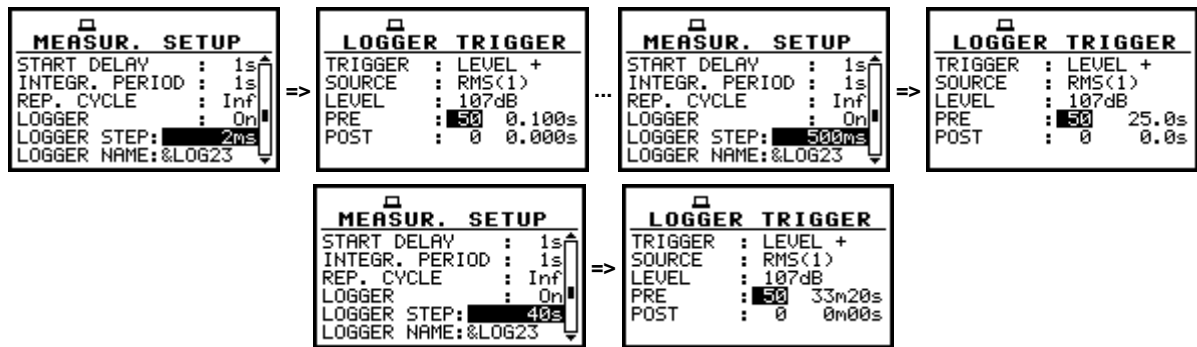 MEASUR. SETUP
START DELAY : 1s
INTEGR. PERIOD : 1s
REP. CYCLE : Inf
LOGGER : On
LOGGER STEP: 2ms
LOGGER NAME:&LOG23
=>
LOGGER TRIGGER
TRIGGER : LEVEL +
SOURCE : RMS(1)
LEVEL : 107dB
PRE : 50 0.100s
POST : 0 0.000s
...
MEASUR. SETUP
START DELAY : 1s
INTEGR. PERIOD : 1s
REP. CYCLE : Inf
LOGGER : On
LOGGER STEP: 500ms
LOGGER NAME:&LOG23
=>
LOGGER TRIGGER
TRIGGER : LEVEL +
SOURCE : RMS(1)
LEVEL : 107dB
PRE : 50 25.0s
POST : 0 0.0s
MEASUR. SETUP
START DELAY : 1s
INTEGR. PERIOD : 1s
REP. CYCLE : Inf
LOGGER : On
LOGGER STEP: 40s
LOGGER NAME:&LOG23
=>
LOGGER TRIGGER
TRIGGER : LEVEL +
SOURCE : RMS(1)
LEVEL : 107dB
PRE : 50 33m20s
POST : 0 0m00s